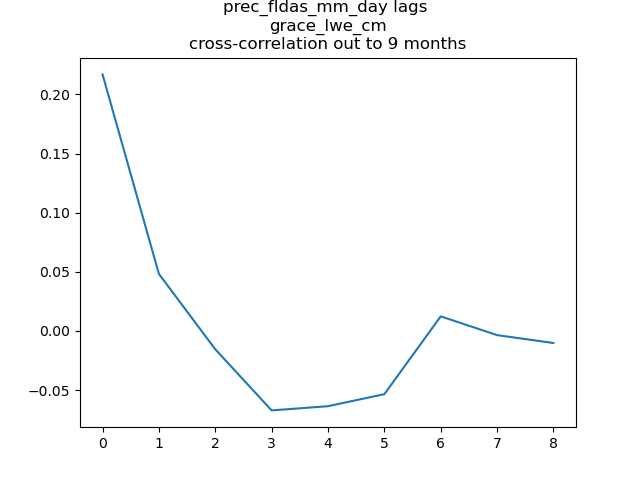 prec_fldas_mm_day lags
grace_lwe_cm
cross-correlation out to 9 months
0.20
0.15
0.10
0.05
0.00
−0.05
0 1 2 3 4 5 6 7 8